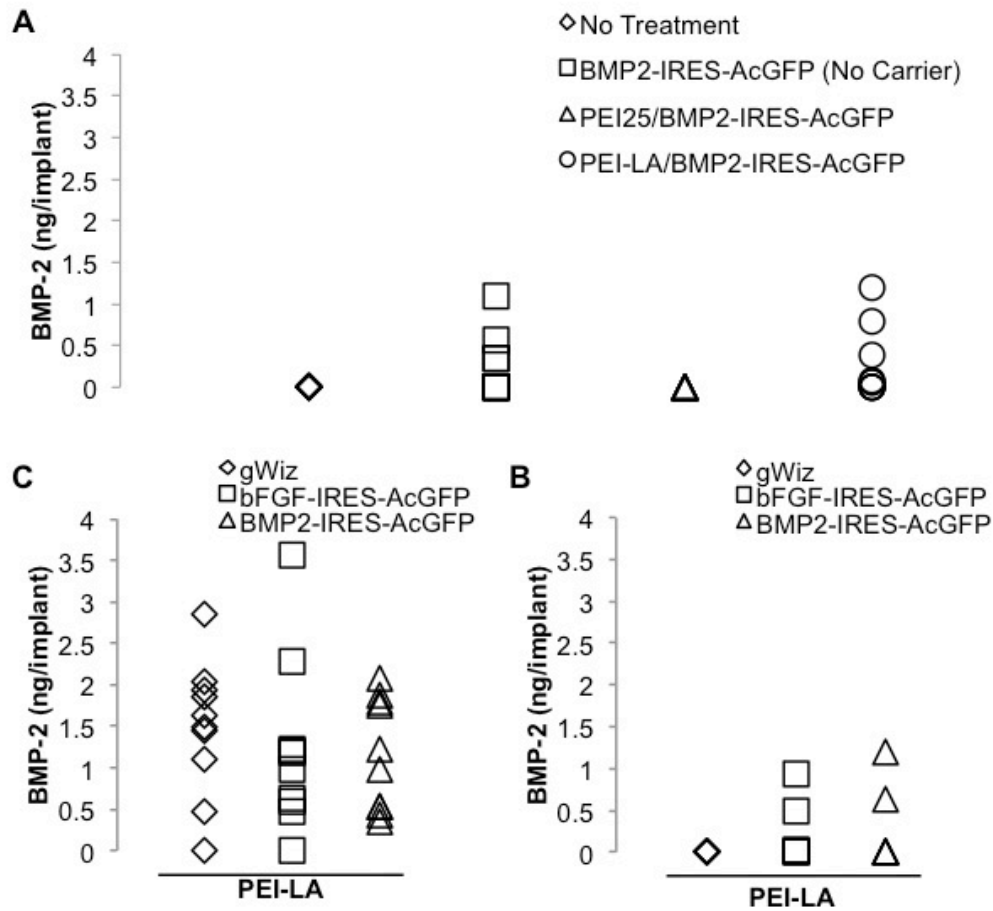 A
No Treatment
BMP2-IRES-AcGFP (No Carrier)
PEI25/BMP2-IRES-AcGFP
PEI-LA/BMP2-IRES-AcGFP
BMP-2 (ng/implant)
4
3.5
3
2.5
2
1.5
1
0.5
0
C
gWiz
bFGF-IRES-AcGFP
BMP2-IRES-AcGFP
BMP-2 (ng/implant)
4
3.5
3
2.5
2
1.5
1
0.5
0
PEI-LA
B
gWiz
bFGF-IRES-AcGFP
BMP2-IRES-AcGFP
BMP-2 (ng/implant)
4
3.5
3
2.5
2
1.5
1
0.5
0
PEI-LA